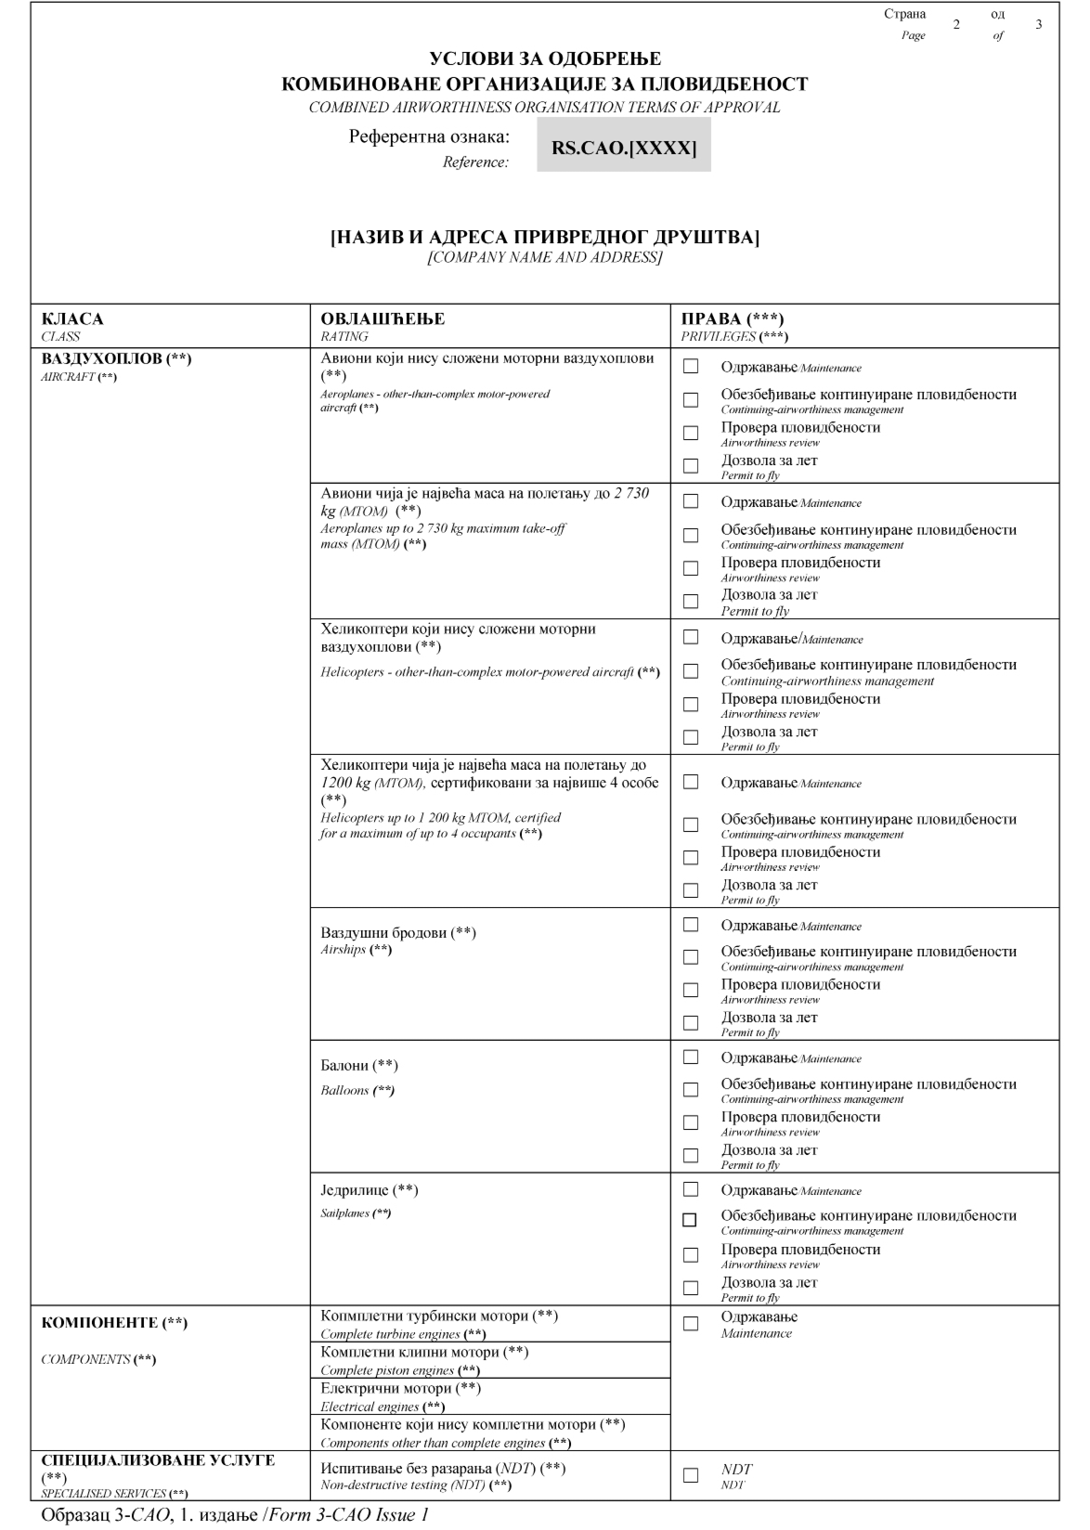 Страна 2 од 3
Page of
УСЛОВИ ЗА ОДОБРЕЊЕ
КОМБИНОВАНЕ ОРГАНИЗАЦИЈЕ ЗА ПЛОВИДБЕНОСТ
COMBINED AIRWORTHINESS ORGANISATION TERMS OF APPROVAL
Референтна ознака: RS.CAO.[XXXX]
Reference:
[НАЗИВ И АДРЕСА ПРИВРЕДНОГ ДРУШТВА]
[COMPANY NAME AND ADDRESS]
КЛАСА
CLASS
ОВЛАШЋЕЊЕ
RATING
ПРАВА (***)
PRIVILEGES (***)
ВАЗДУХОПЛОВ (**)
AIRCRAFT (**)
Авиони који нису сложени моторни ваздухоплови
(**)
Aeroplanes - other-than-complex motor-powered
aircraft (**)
☐ Одржавање/Maintenance
☐ Обезбеђивање континуиране пловидбености
Continuing-airworthiness management
☐ Провера пловидбености
Airworthiness review
☐ Дозвола за лет
Permit to fly
Авиони чија је највећа маса на полетању до 2 730
kg (MTOM) (**)
Aeroplanes up to 2 730 kg maximum take-off
mass (MTOM) (**)
☐ Одржавање/Maintenance
☐ Обезбеђивање континуиране пловидбености
Continuing-airworthiness management
☐ Провера пловидбености
Airworthiness review
☐ Дозвола за лет
Permit to fly
Хеликоптери који нису сложени моторни
ваздухоплови (**)
Helicopters - other-than-complex motor-powered aircraft (**)
☐ Одржавање/Maintenance
☐ Обезбеђивање континуиране пловидбености
Continuing-airworthiness management
☐ Провера пловидбености
Airworthiness review
☐ Дозвола за лет
Permit to fly
Хеликоптери чија је највећа маса на полетању до
1200 kg (MTOM), сертификовани за највише 4 особе
(**)
Helicopters up to 1 200 kg MTOM, certified
for a maximum of up to 4 occupants (**)
☐ Одржавање/Maintenance
☐ Обезбеђивање континуиране пловидбености
Continuing-airworthiness management
☐ Провера пловидбености
Airworthiness review
☐ Дозвола за лет
Permit to fly
Ваздушни бродови (**)
Airships (**)
☐ Одржавање/Maintenance
☐ Обезбеђивање континуиране пловидбености
Continuing-airworthiness management
☐ Провера пловидбености
Airworthiness review
☐ Дозвола за лет
Permit to fly
Балони (**)
Balloons (**)
☐ Одржавање/Maintenance
☐ Обезбеђивање континуиране пловидбености
Continuing-airworthiness management
☐ Провера пловидбености
Airworthiness review
☐ Дозвола за лет
Permit to fly
Једрилице (**)
Sailplanes (**)
☐ Одржавање/Maintenance
☐ Обезбеђивање континуиране пловидбености
Continuing-airworthiness management
☐ Провера пловидбености
Airworthiness review
☐ Дозвола за лет
Permit to fly
КОМПОНЕНТЕ (**)
COMPONENTS (**)
Копмплетни турбински мотори (**)
Complete turbine engines (**)
☐ Одржавање
Maintenance
Комплетни клипни мотори (**)
Complete piston engines (**)
Електрични мотори (**)
Electrical engines (**)
Компоненте који нису комплетни мотори (**)
Components other than complete engines (**)
СПЕЦИЈАЛИЗОВАНЕ УСЛУГЕ
(**)
SPECIALISED SERVICES (**)
Испитивање без разарања (NDT) (**)
Non-destructive testing (NDT) (**)
☐ NDT
NDT
Образац 3-CAO, 1. издање /Form 3-CAO Issue 1